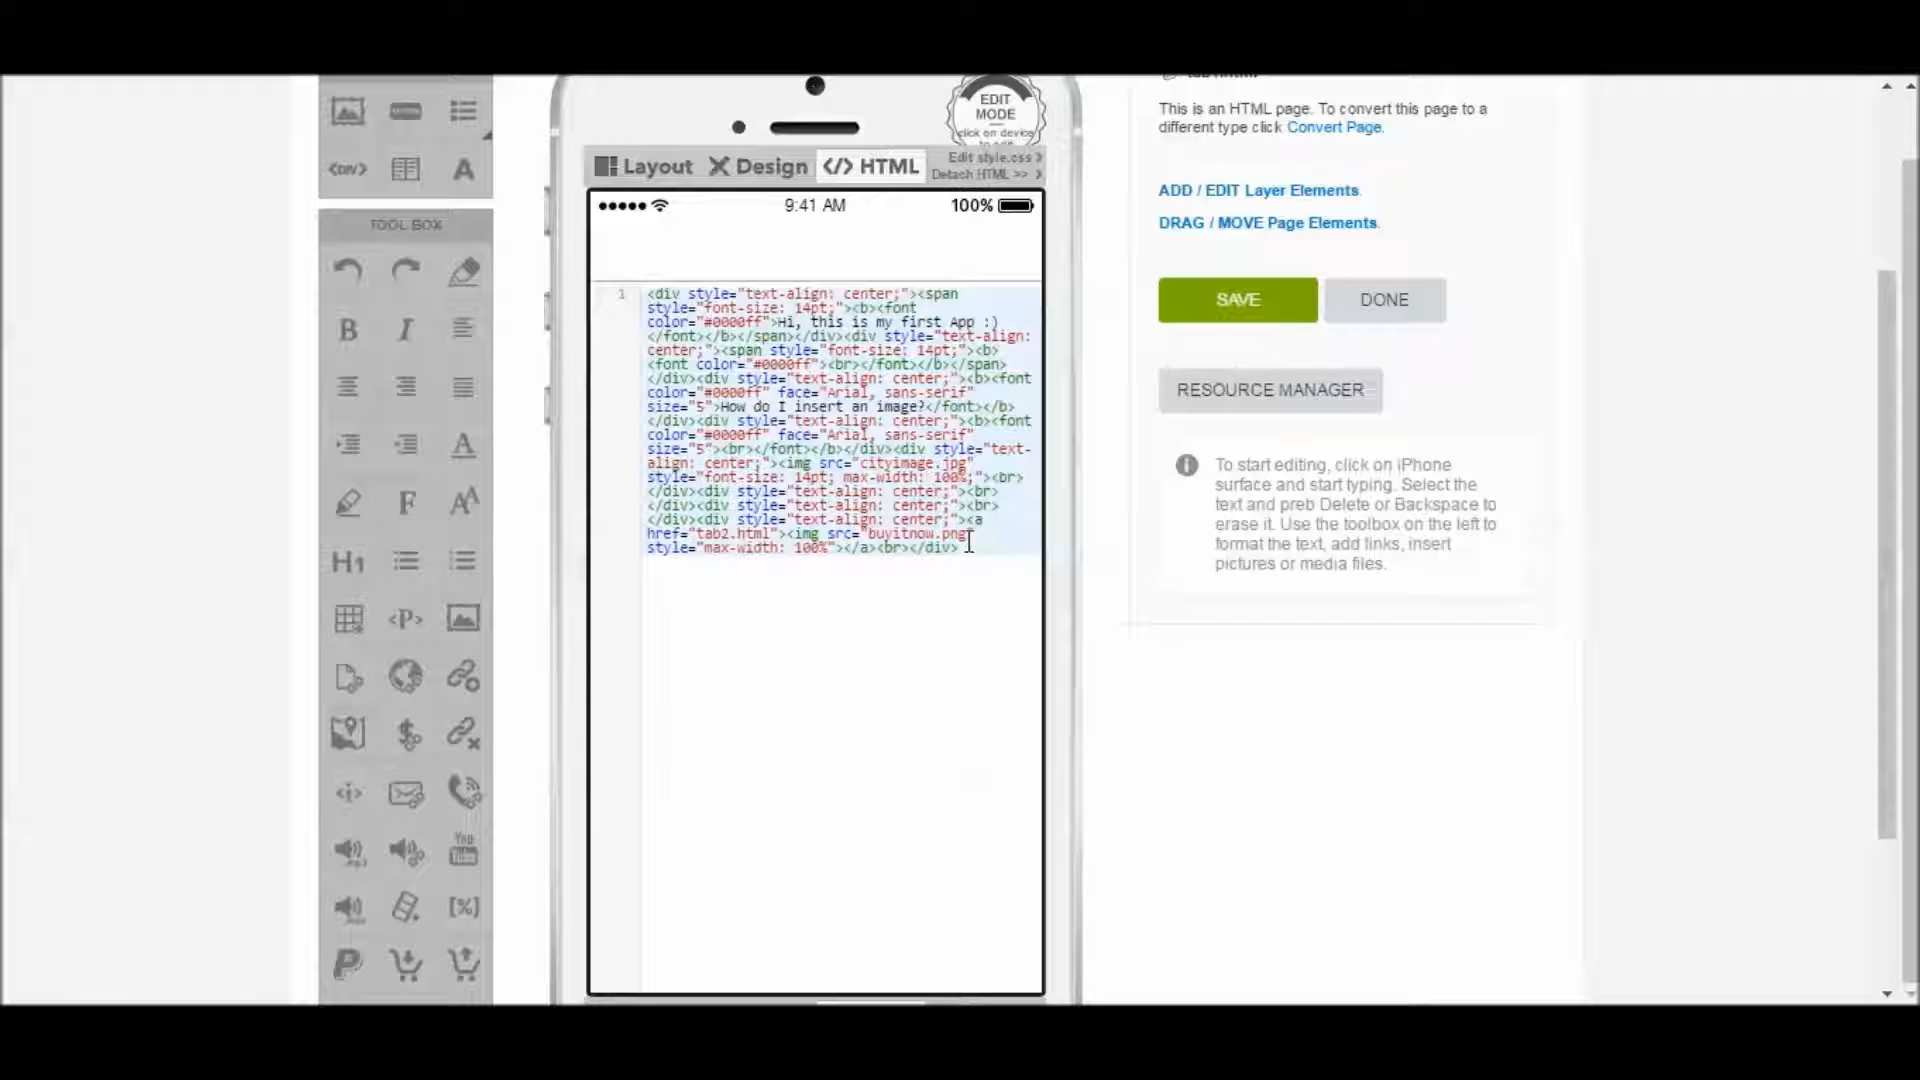 EDIT
MODE
click on device
This is an HTML page. To convert this page to a
different type click Convert Page.
<DIV>
A
Layout
Design
</> HTML
Edit style.css
Detach HTML >>
ADD / EDIT Layer Elements.
DRAG / MOVE Page Elements.
TOOL BOX
9:41 AM
100%
SAVE
DONE
RESOURCE MANAGER
1
<div style="text-align: center;"><span
style="font-size: 14pt;"><b><font
color="#0000ff">Hi, this is my first App :)
</font></b></span></div><div style="text-align:
center;"><span style="font-size: 14pt;"><b>
<font color="#0000ff"><br></font></b></span>
</div><div style="text-align: center;"><b><font
color="#0000ff" face="Arial, sans-serif"
size="5">How do I insert an image?</font></b>
</div><div style="text-align: center;"><b><font
color="#0000ff" face="Arial, sans-serif"
size="5"><br></font></b></div><div style="text-
align: center;"><img src="cityimage.jpg"
style="font-size: 14pt; max-width: 100%;"><br>
</div><div style="text-align: center;"><br>
</div><div style="text-align: center;"><br>
</div><div style="text-align: center;"><a
href="tab2.html"><img src="buyitnow.png"
style="max-width: 100%"></a><br></div>
To start editing, click on iPhone
surface and start typing. Select the
text and preb Delete or Backspace to
erase it. Use the toolbox on the left to
format the text, add links, insert
pictures or media files.
B
I
A
F
AA
H1
<P>
<i>
You
Tube
[%]
P